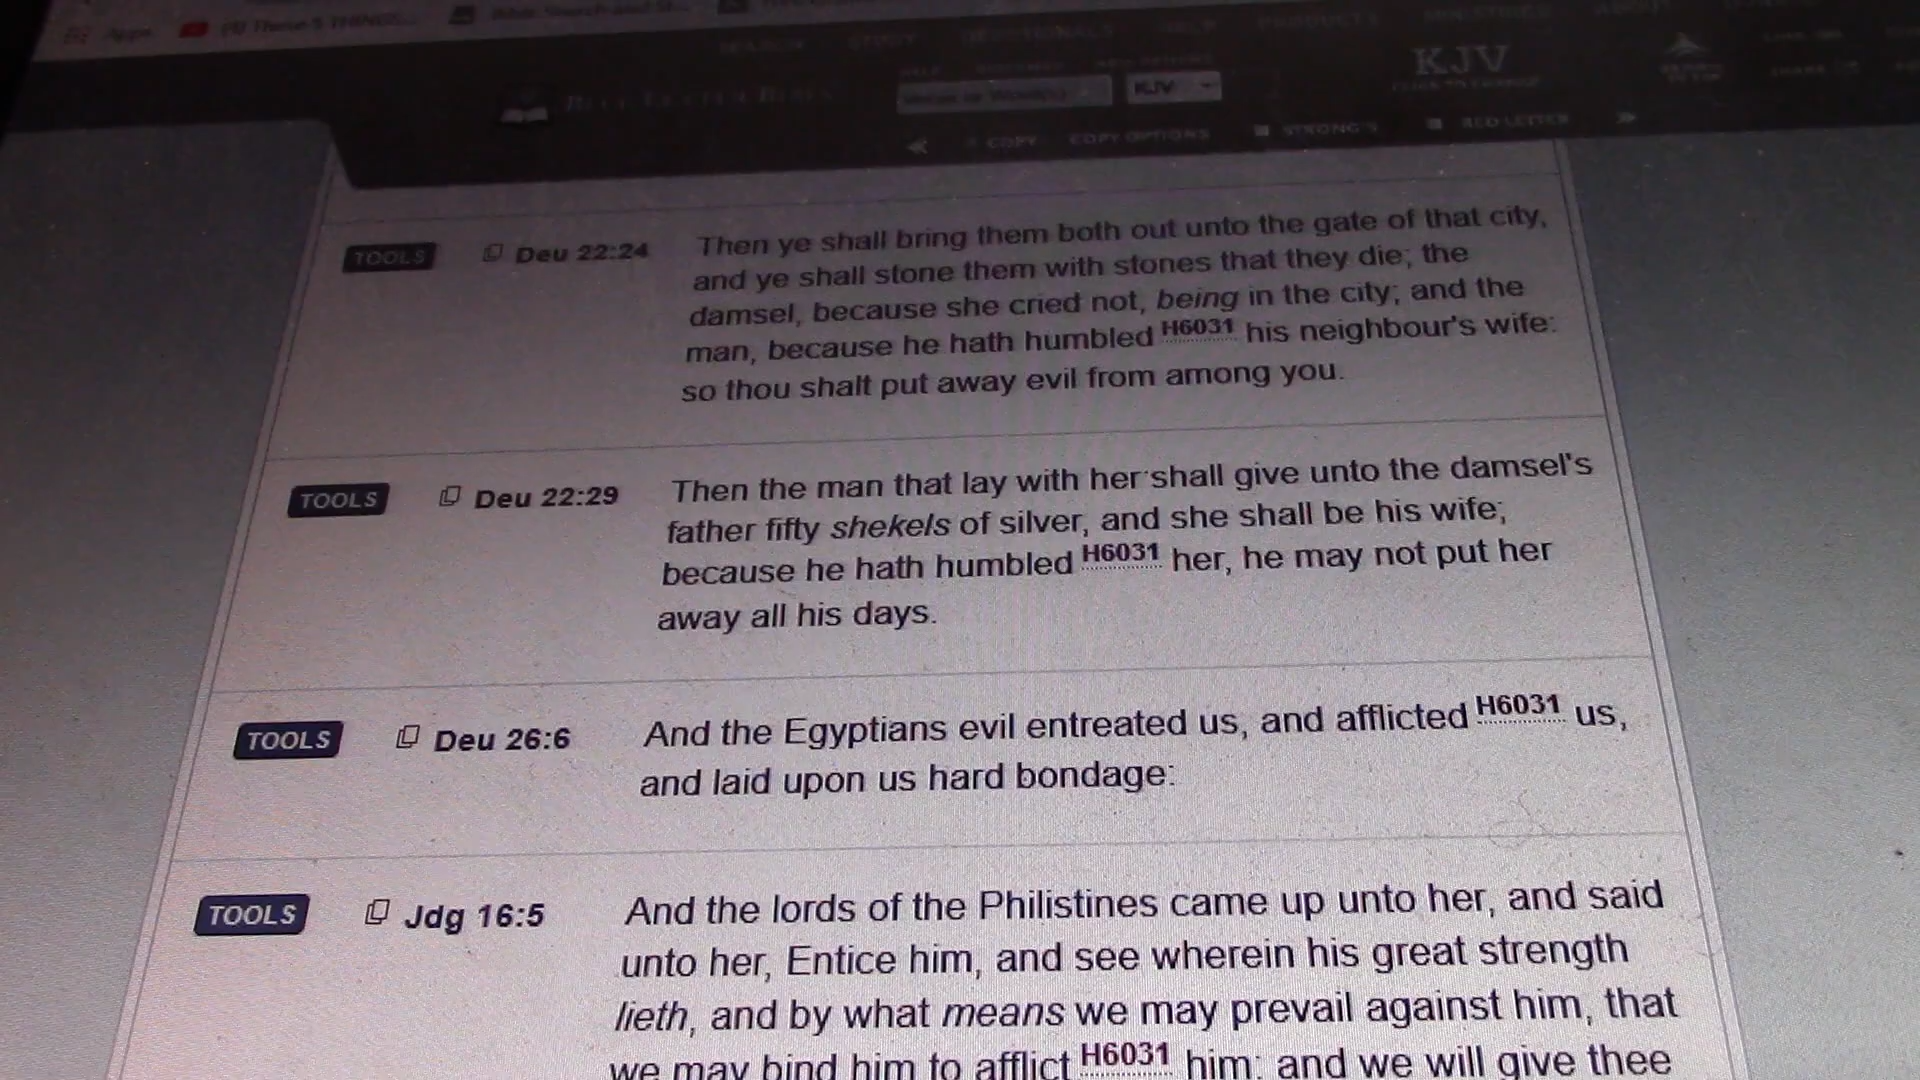 Apps
KJV
KJV
COPY COPY OPTIONS STRONG'S RED LETTER
TOOLS Deu 22:24 Then ye shall bring them both out unto the gate of that city,
and ye shall stone them with stones that they die; the
damsel, because she cried not, being in the city; and the
man, because he hath humbled H6031 his neighbour's wife:
so thou shalt put away evil from among you.
TOOLS Deu 22:29 Then the man that lay with her shall give unto the damsel's
father fifty shekels of silver, and she shall be his wife;
because he hath humbled H6031 her, he may not put her
away all his days.
TOOLS Deu 26:6 And the Egyptians evil entreated us, and afflicted H6031 us,
and laid upon us hard bondage:
TOOLS Jdg 16:5 And the lords of the Philistines came up unto her, and said
unto her, Entice him, and see wherein his great strength
lieth, and by what means we may prevail against him, that
we may bind him to afflict H6031 him: and we will give thee